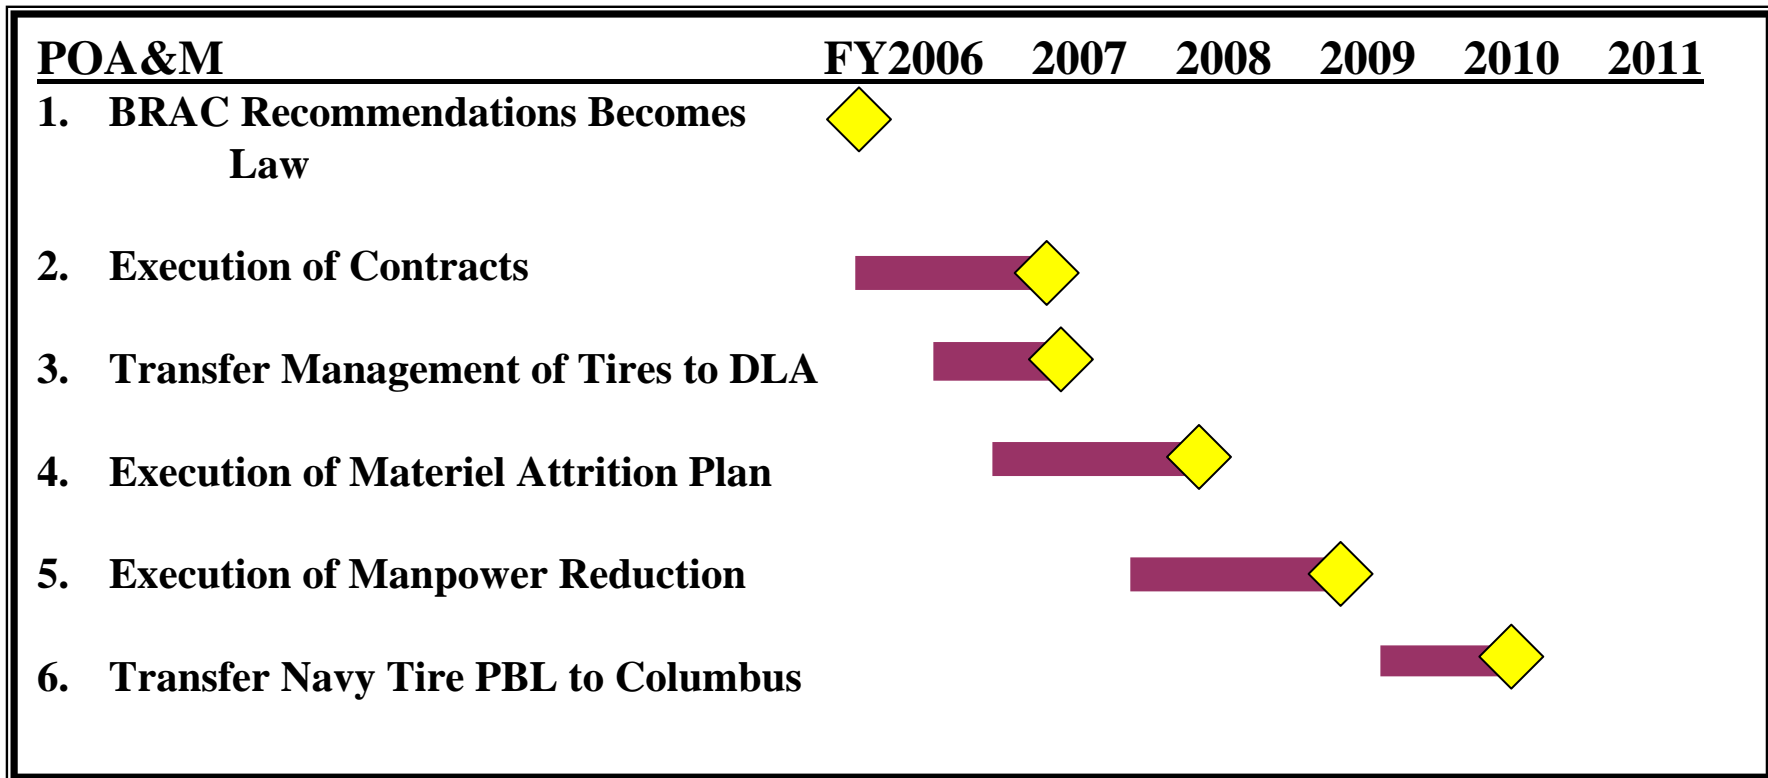 POA&M FY2006 2007 2008 2009 2010 2011
1. BRAC Recommendations Becomes
Law
2. Execution of Contracts
3. Transfer Management of Tires to DLA
4. Execution of Materiel Attrition Plan
5. Execution of Manpower Reduction
6. Transfer Navy Tire PBL to Columbus